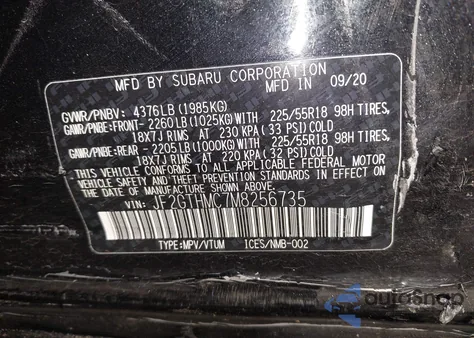 MFD BY SUBARU CORPORATION
MFD IN 09/20
GVWR/PNBV: 4376LB (1985KG)
GAWR/PNBE: FRONT- 2260LB (1025KG) WITH 225/55R18 98H TIRES,
18X7J RIMS AT 230 KPA (33 PSI) COLD
GAWR/PNBE: REAR - 2205LB (1000KG) WITH 225/55R18 98H TIRES,
18X7J RIMS AT 220 KPA (32 PSI) COLD
THIS VEHICLE CONFORMS TO ALL APPLICABLE FEDERAL MOTOR
VEHICLE SAFETY, BUMPER, AND THEFT PREVENTION STANDARDS
IN EFFECT ON THE DATE OF MANUFACTURE SHOWN ABOVE.
VIN: JF2GTHMC7M8256735
TYPE:MPV/VTUM ICES/NMB-002
autosnap